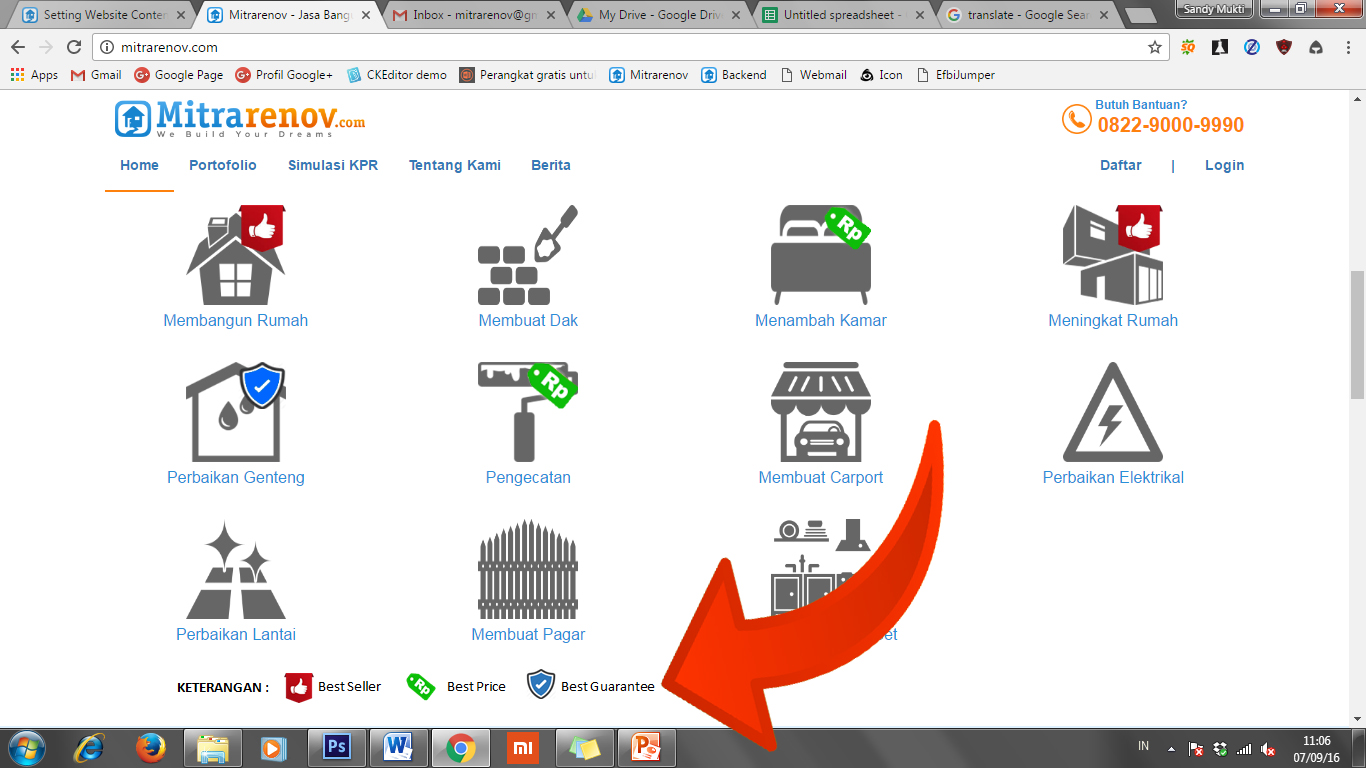 Setting Website Conten
Mitrarenov - Jasa Bangu
Inbox - mitrarenov@gm
My Drive - Google Drive
Untitled spreadsheet -
translate - Google Sear
Sandy Mukti
mitrarenov.com
Apps
Gmail
Google Page
Profil Google+
CKEditor demo
Perangkat gratis untu
Mitrarenov
Backend
Webmail
Icon
EfbiJumper
Mitrarenov.com
We Build Your Dreams
Butuh Bantuan?
0822-9000-9990
Home
Portofolio
Simulasi KPR
Tentang Kami
Berita
Daftar
|
Login
Rp
Membangun Rumah
Membuat Dak
Menambah Kamar
Meningkat Rumah
Rp
Perbaikan Genteng
Pengecatan
Membuat Carport
Perbaikan Elektrikal
Perbaikan Lantai
Membuat Pagar
et
KETERANGAN :
Best Seller
Rp
Best Price
Best Guarantee
Ps
W
mi
P
IN
11:06
07/09/16